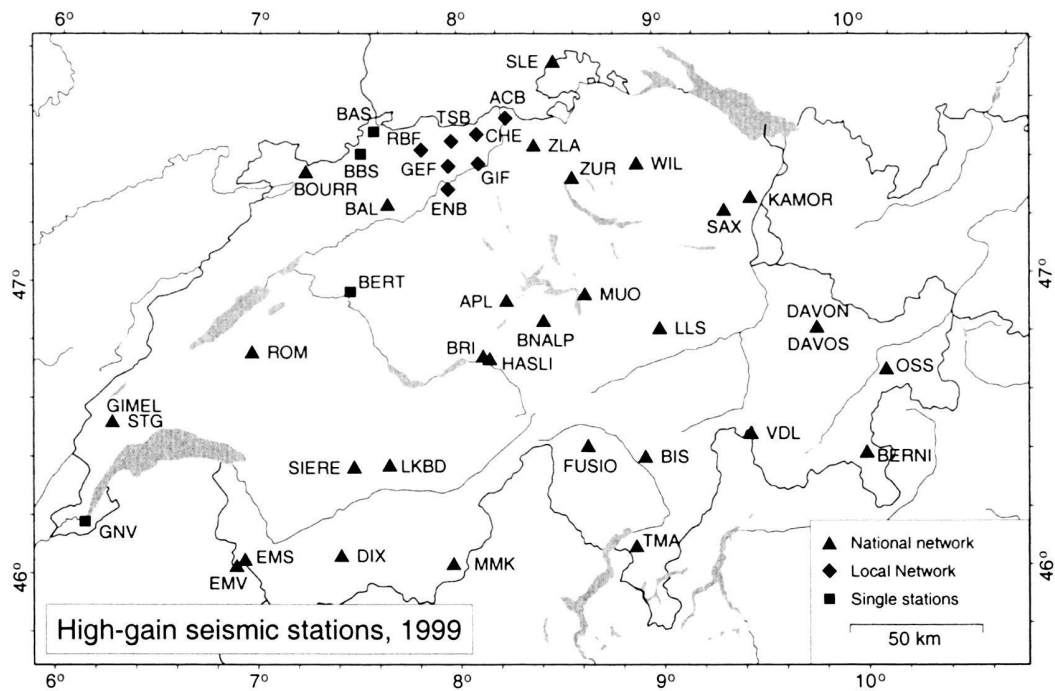 6° 7° 8° 9° 10°
SLE
ACB
BAS
TSB
RBF
CHE
ZLA
BBS
GEF
GIF
ZUR
WIL
BOURR
BAL
ENB
KAMOR
SAX
47°
47°
BERT
APL
MUO
DAVON
BNALP
LLS
DAVOS
ROM
BRI
HASLI
OSS
GIMEL
STG
VDL
SIERE
LKBD
FUSIO
BIS
BERNI
GNV
TMA
EMS
DIX
MMK
EMV
46°
46°
National network
Local Network
Single stations
50 km
High-gain seismic stations, 1999
6° 7° 8° 9° 10°